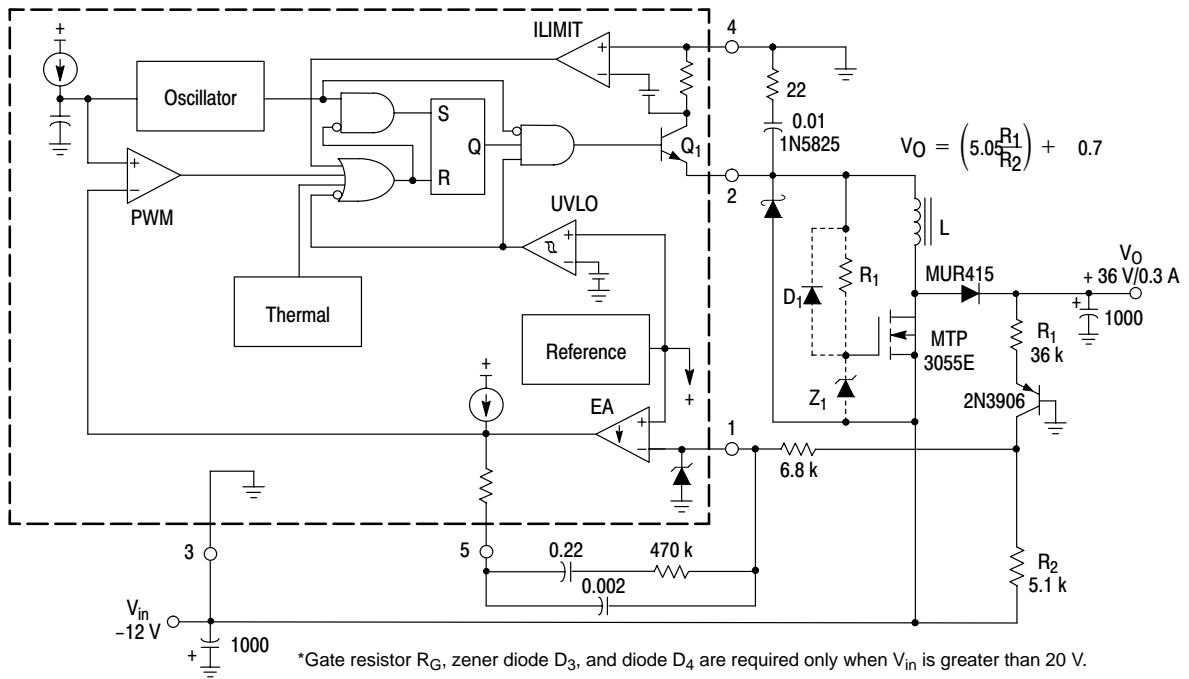 +
ILIMIT
+
–
4
Oscillator
S
Q
R
Q1
22
0.01
1N5825
VO = (5.05 R1/R2) + 0.7
+
–
PWM
2
UVLO
+
–
L
Thermal
D1
R1
MUR415
VO
+ 36 V/0.3 A
+
1000
Reference
+
+
MTP
3055E
R1
36 k
Z1
2N3906
EA
+
–
1
6.8 k
3
5
0.22
470 k
0.002
R2
5.1 k
Vin
–12 V
+
1000
*Gate resistor RG, zener diode D3, and diode D4 are required only when Vin is greater than 20 V.